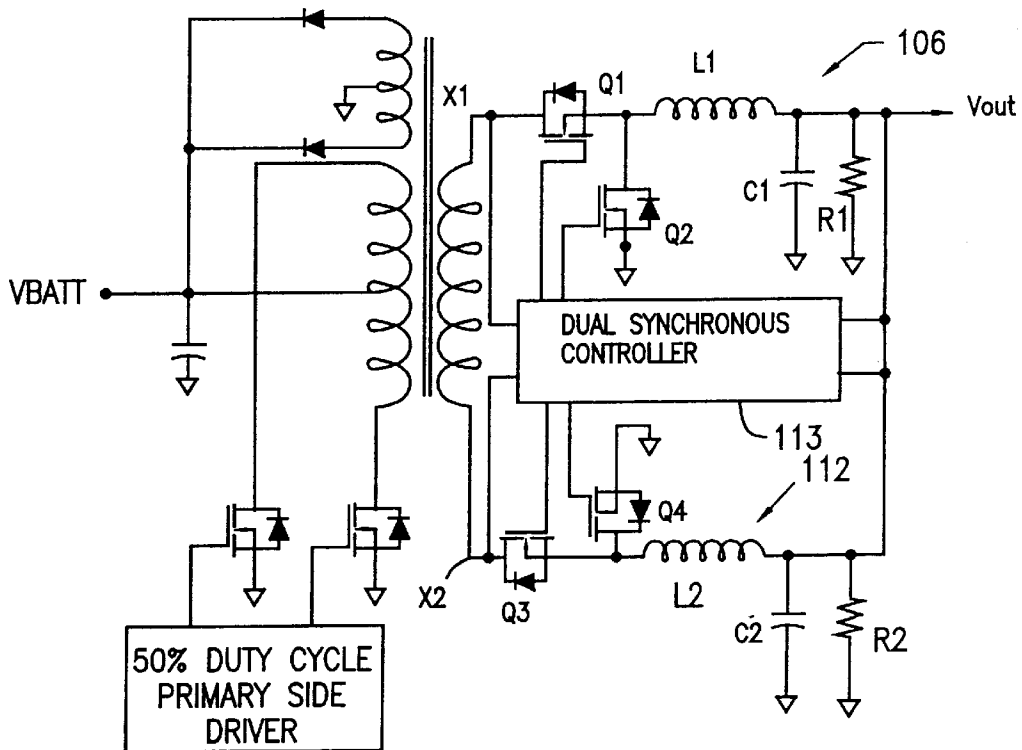 106
L1
Q1
X1
Vout
C1
R1
Q2
VBATT
DUAL SYNCHRONOUS
CONTROLLER
113
112
Q4
X2
Q3
L2
C2
R2
50% DUTY CYCLE
PRIMARY SIDE
DRIVER